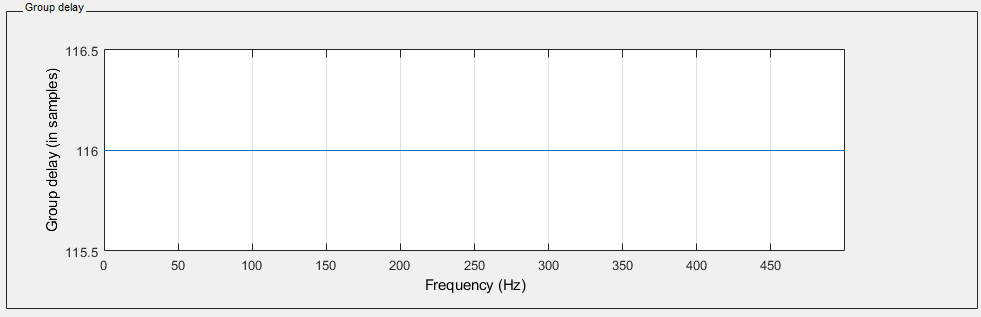 Group delay
116.5
116
115.5
Group delay (in samples)
0 50 100 150 200 250 300 350 400 450
Frequency (Hz)